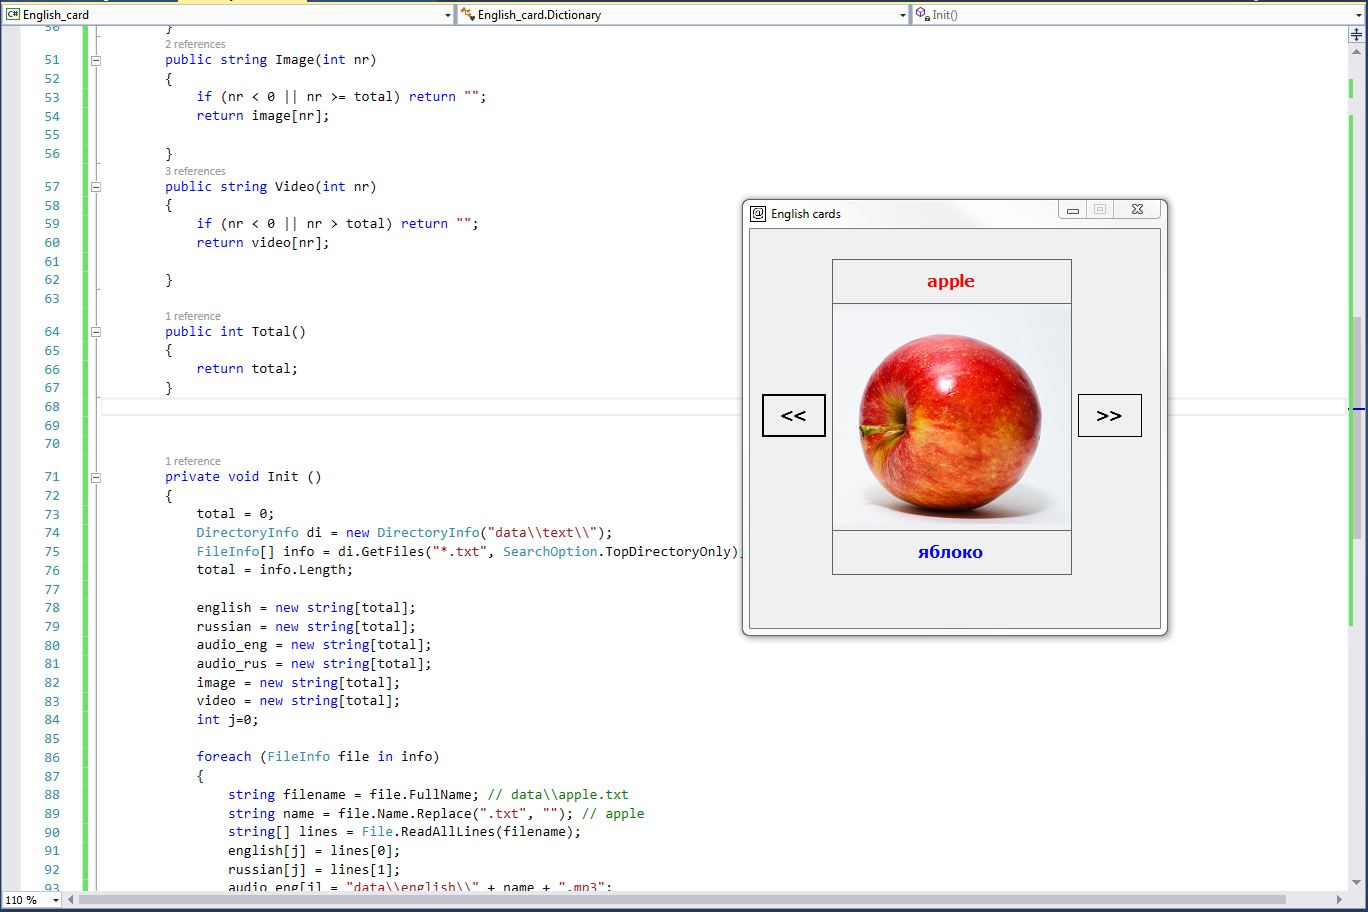 English_card
English_card.Dictionary
Init()
50 }
2 references
51 public string Image(int nr)
52 {
53 if (nr < 0 || nr >= total) return "";
54 return image[nr];
55
56 }
3 references
57 public string Video(int nr)
58 {
59 if (nr < 0 || nr > total) return "";
60 return video[nr];
61
62 }
63
1 reference
64 public int Total()
65 {
66 return total;
67 }
68
69
70
1 reference
71 private void Init ()
72 {
73 total = 0;
74 DirectoryInfo di = new DirectoryInfo("data\\text\\");
75 FileInfo[] info = di.GetFiles("*.txt", SearchOption.TopDirectoryOnly);
76 total = info.Length;
77
78 english = new string[total];
79 russian = new string[total];
80 audio_eng = new string[total];
81 audio_rus = new string[total];
82 image = new string[total];
83 video = new string[total];
84 int j=0;
85
86 foreach (FileInfo file in info)
87 {
88 string filename = file.FullName; // data\\apple.txt
89 string name = file.Name.Replace(".txt", ""); // apple
90 string[] lines = File.ReadAllLines(filename);
91 english[j] = lines[0];
92 russian[j] = lines[1];
93 audio_eng[j] = "data\\english\\" + name + ".mp3";
110 %
English cards
apple
<<
>>
яблоко